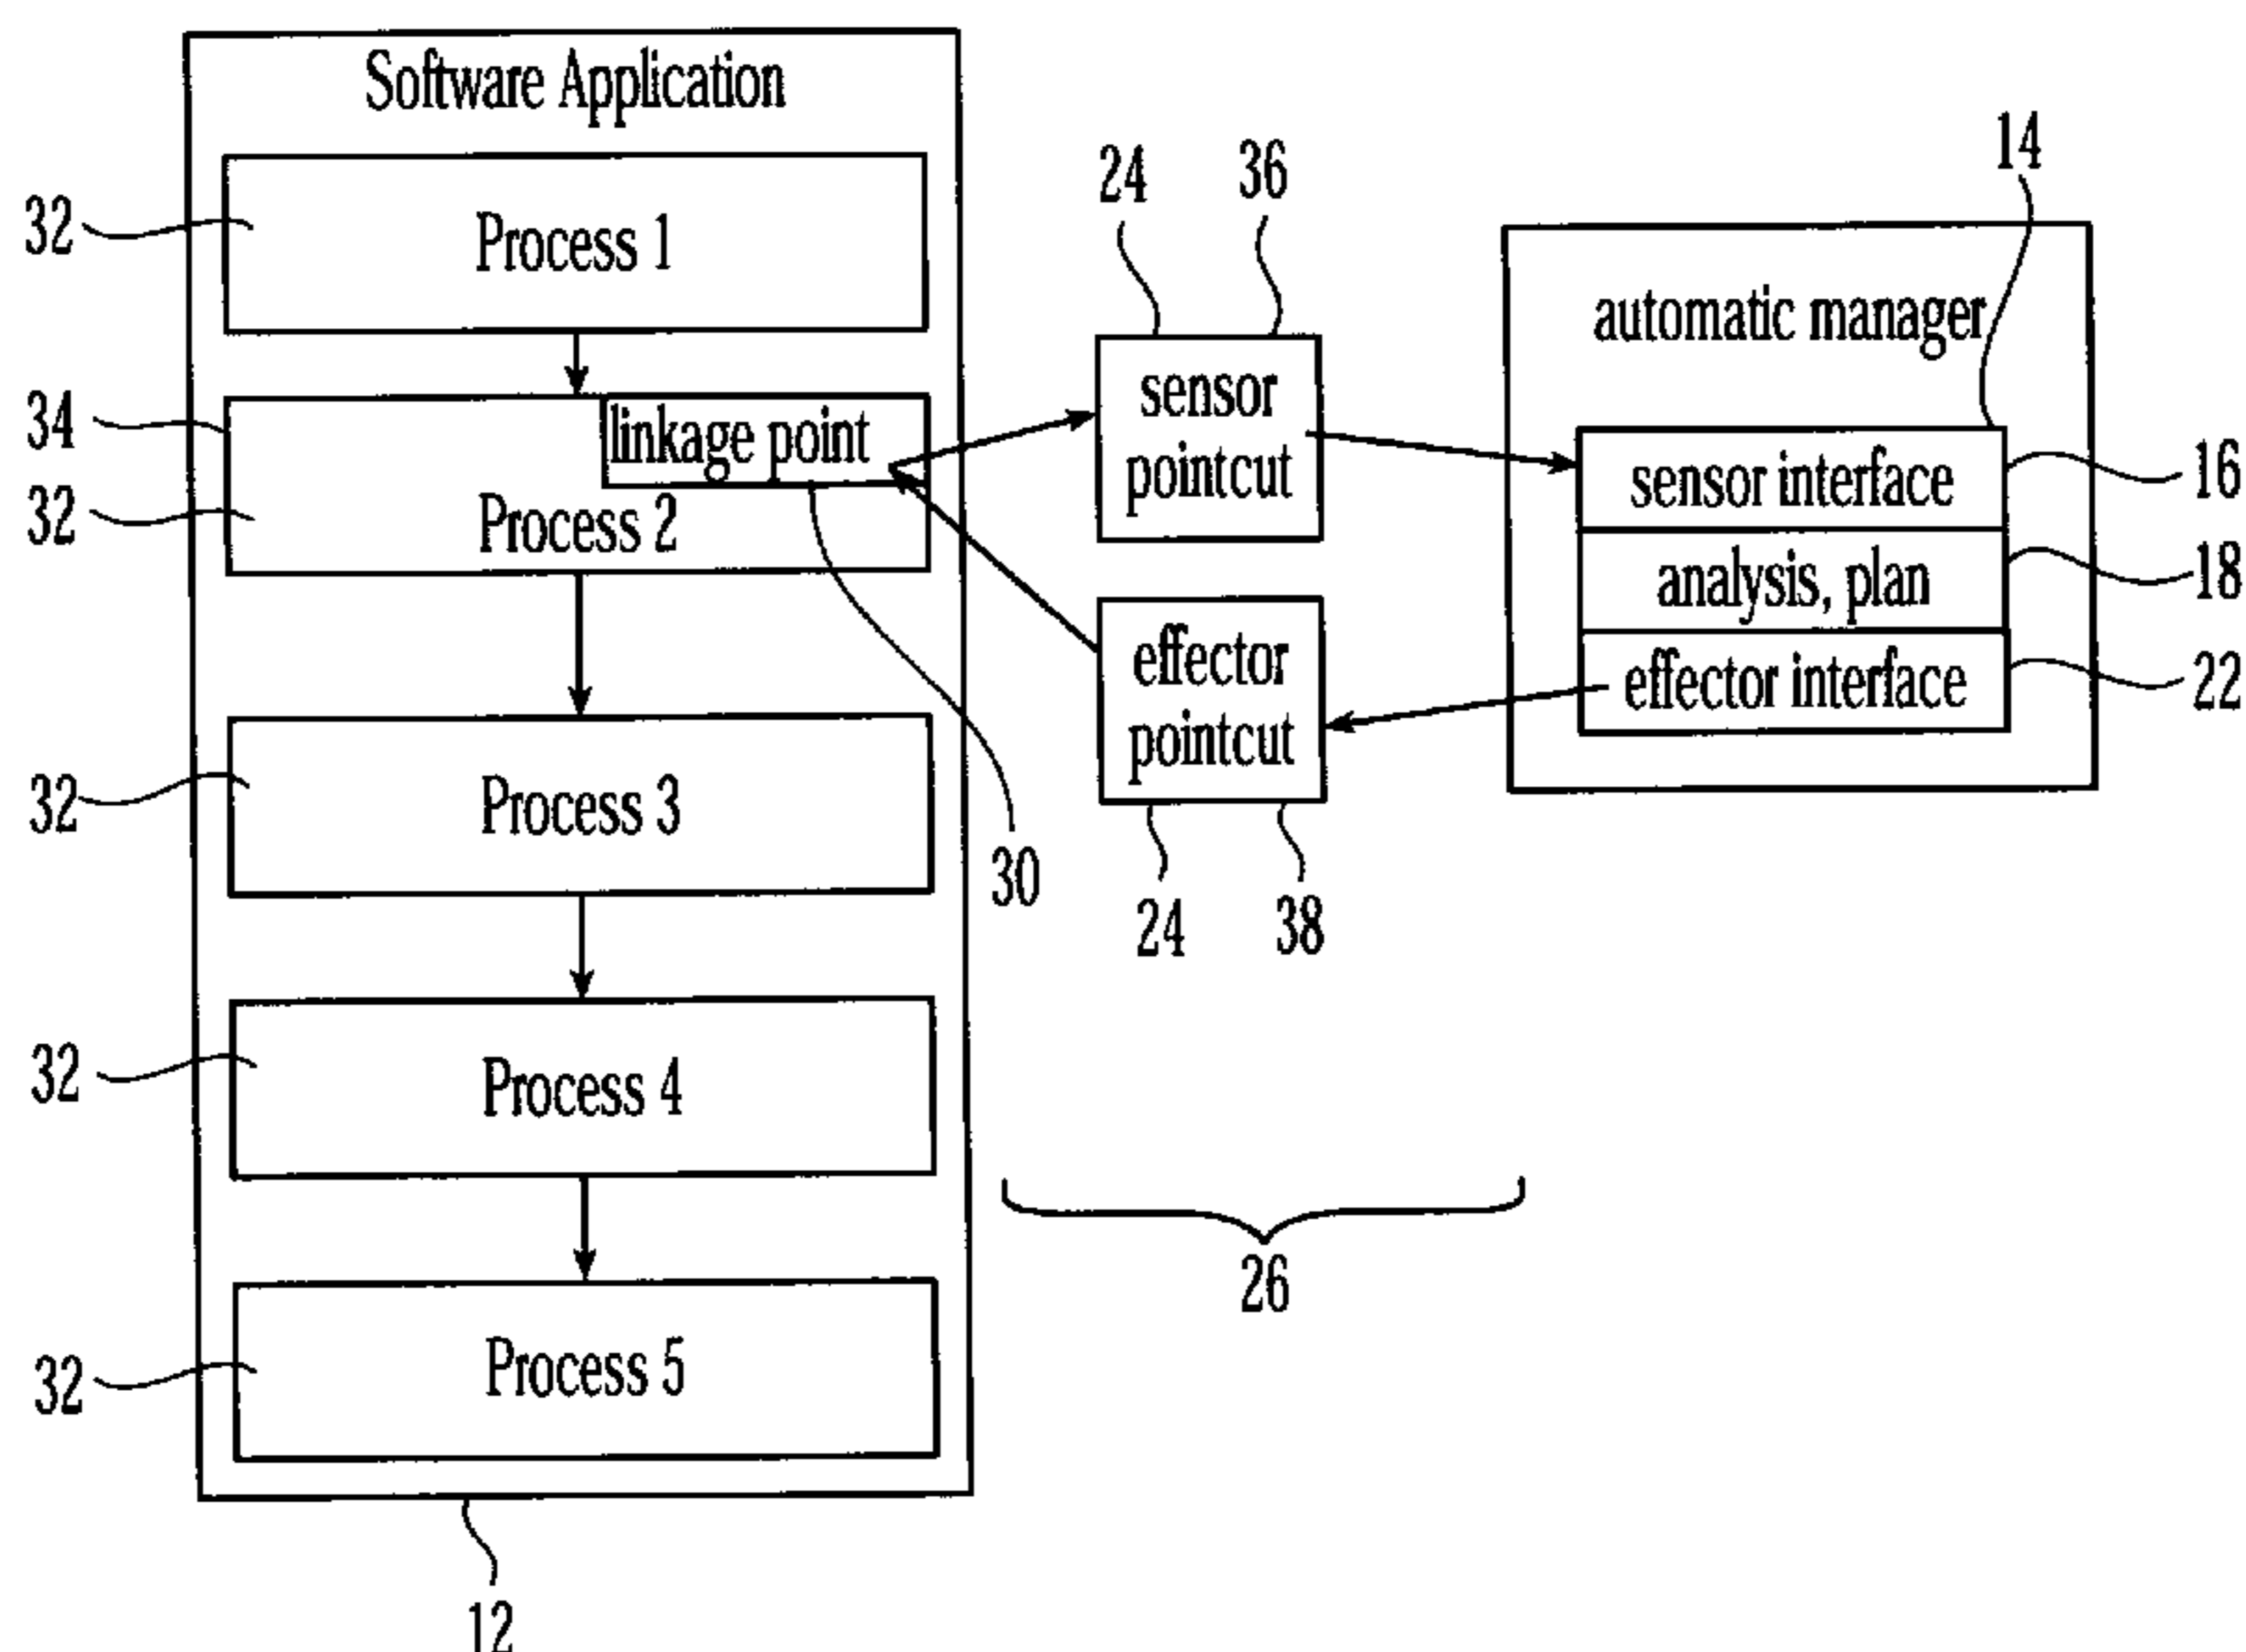 Software Application
32
Process 1
34
linkage point
32
Process 2
32
Process 3
32
Process 4
32
Process 5
12
30
24
36
sensor
pointcut
effector
pointcut
24
38
26
14
automatic manager
sensor interface
16
analysis, plan
18
effector interface
22